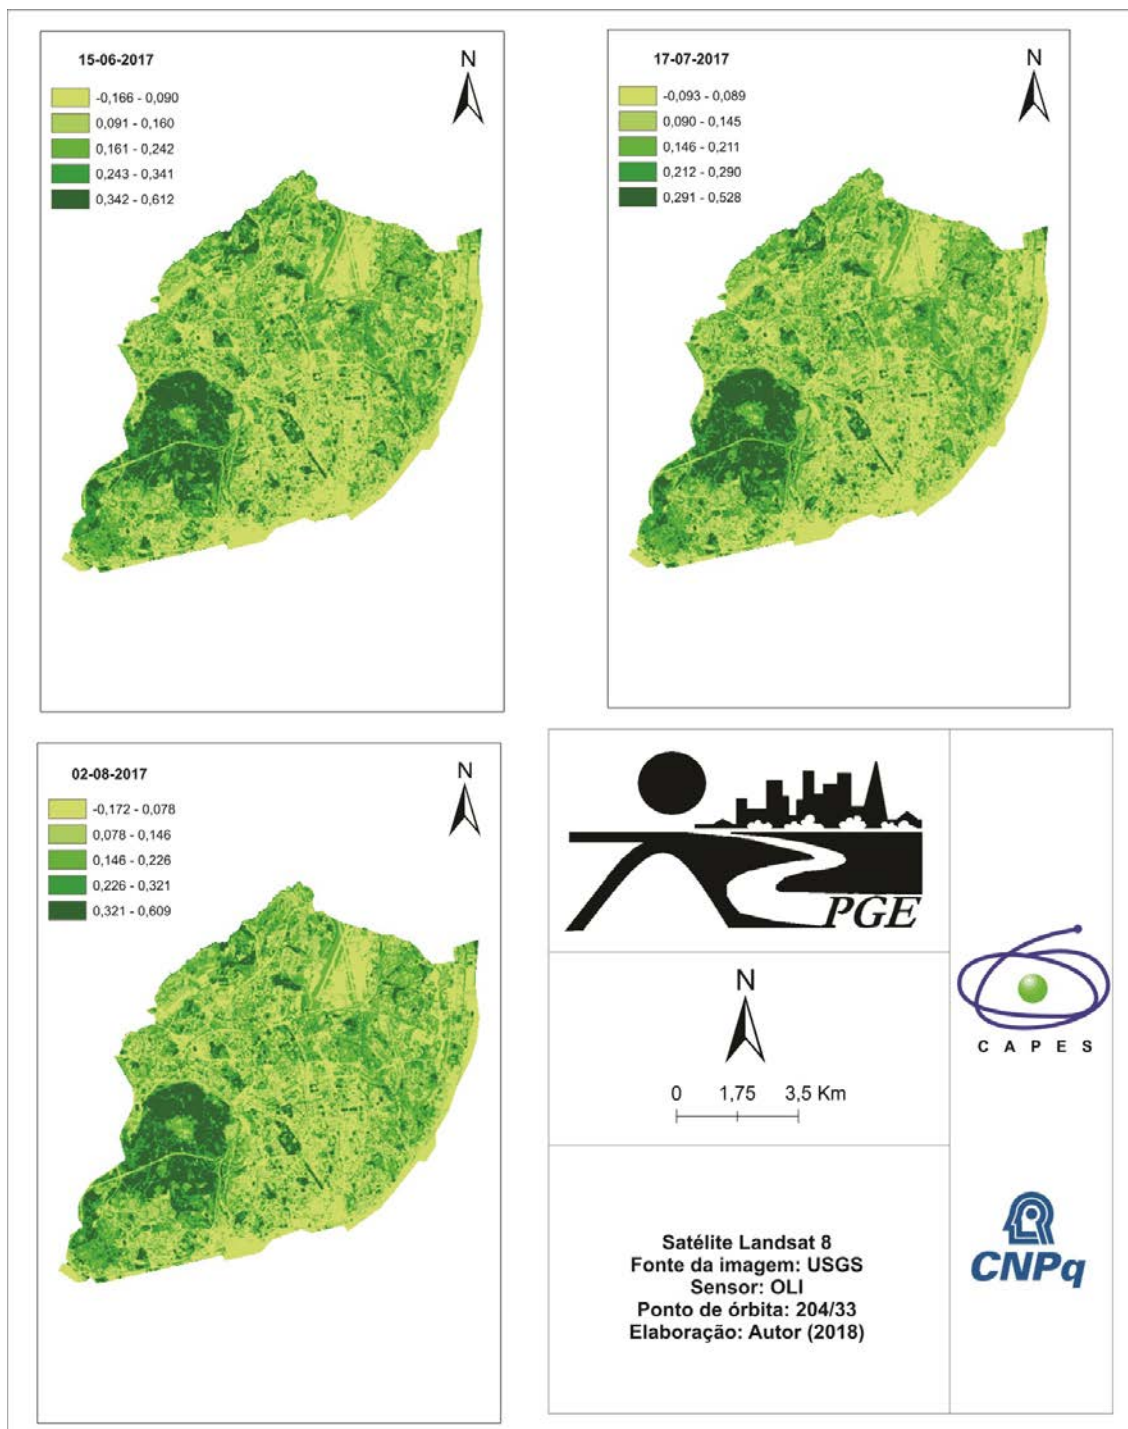 15-06-2017
N
-0,166 - 0,090
0,091 - 0,160
0,161 - 0,242
0,243 - 0,341
0,342 - 0,612
17-07-2017
N
-0,093 - 0,089
0,090 - 0,145
0,146 - 0,211
0,212 - 0,290
0,291 - 0,528
02-08-2017
N
-0,172 - 0,078
0,078 - 0,146
0,146 - 0,226
0,226 - 0,321
0,321 - 0,609
PGE
N
0 1,75 3,5 Km
Satélite Landsat 8
Fonte da imagem: USGS
Sensor: OLI
Ponto de órbita: 204/33
Elaboração: Autor (2018)
CAPES
CNPq